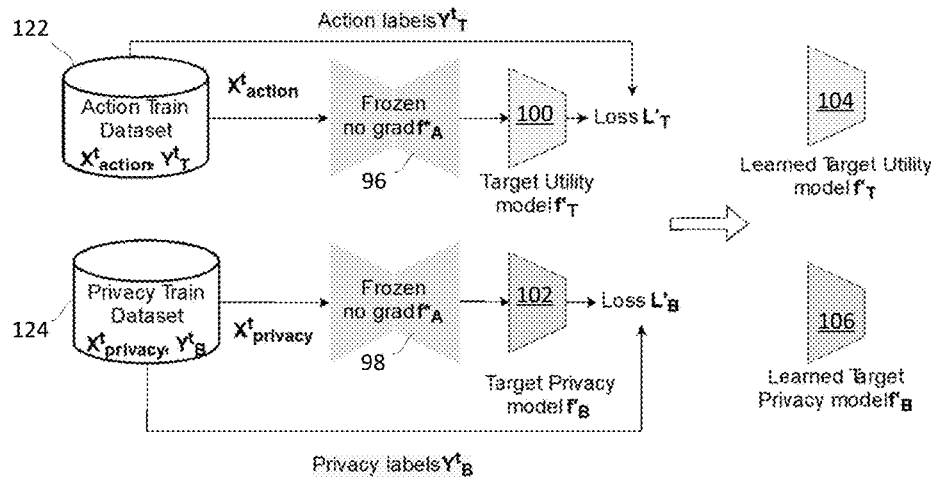 Action labels Y^t_T
122
Action Train
Dataset
X^t_action, Y^t_T
X^t_action
Frozen
no grad f*_A
96
100
Target Utility
model f'_T
Loss L'_T
104
Learned Target Utility
model f'_T
124
Privacy Train
Dataset
X^t_privacy, Y^t_B
X^t_privacy
Frozen
no grad f*_A
98
102
Target Privacy
model f'_B
Loss L'_B
106
Learned Target
Privacy model f'_B
Privacy labels Y^t_B